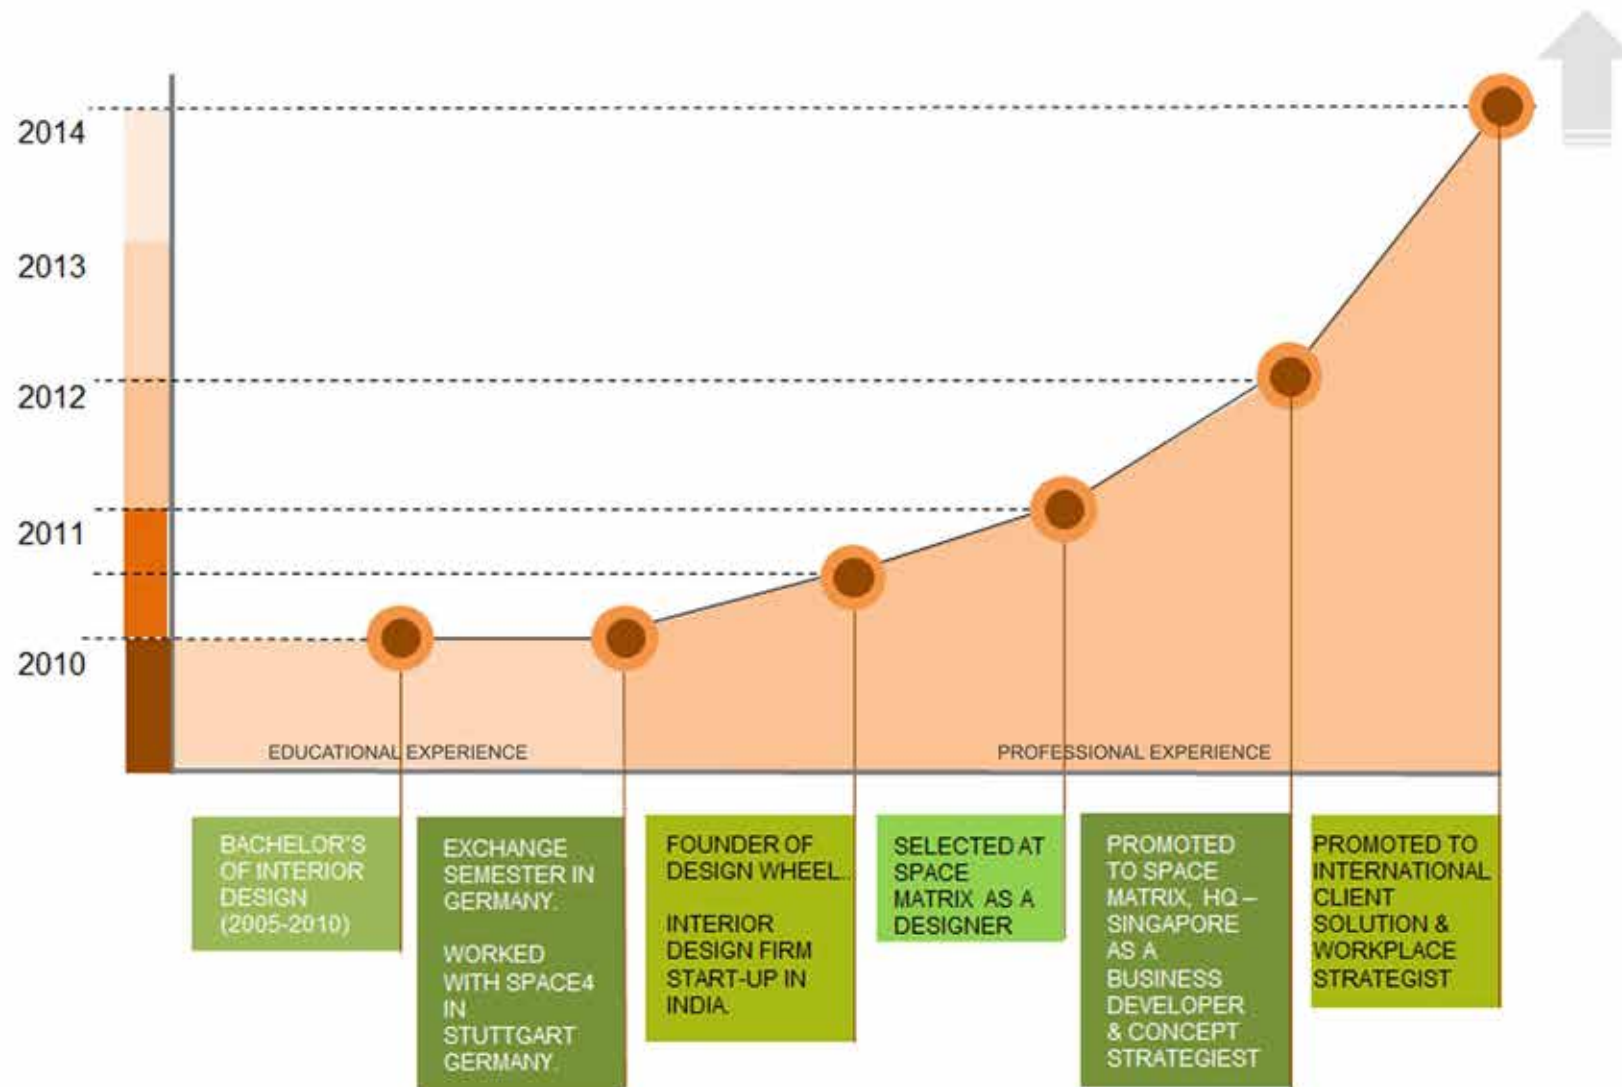 2014
2013
2012
2011
2010
EDUCATIONAL EXPERIENCE
PROFESSIONAL EXPERIENCE
BACHELOR'S
OF INTERIOR
DESIGN
(2005-2010)
EXCHANGE
SEMESTER IN
GERMANY.
WORKED
WITH SPACE4
IN
STUTTGART
GERMANY.
FOUNDER OF
DESIGN WHEEL..
INTERIOR
DESIGN FIRM
START-UP IN
INDIA.
SELECTED AT
SPACE
MATRIX AS A
DESIGNER
PROMOTED
TO SPACE
MATRIX, HQ –
SINGAPORE
AS A
BUSINESS
DEVELOPER
& CONCEPT
STRATEGIEST
PROMOTED TO
INTERNATIONAL
CLIENT
SOLUTION &
WORKPLACE
STRATEGIST